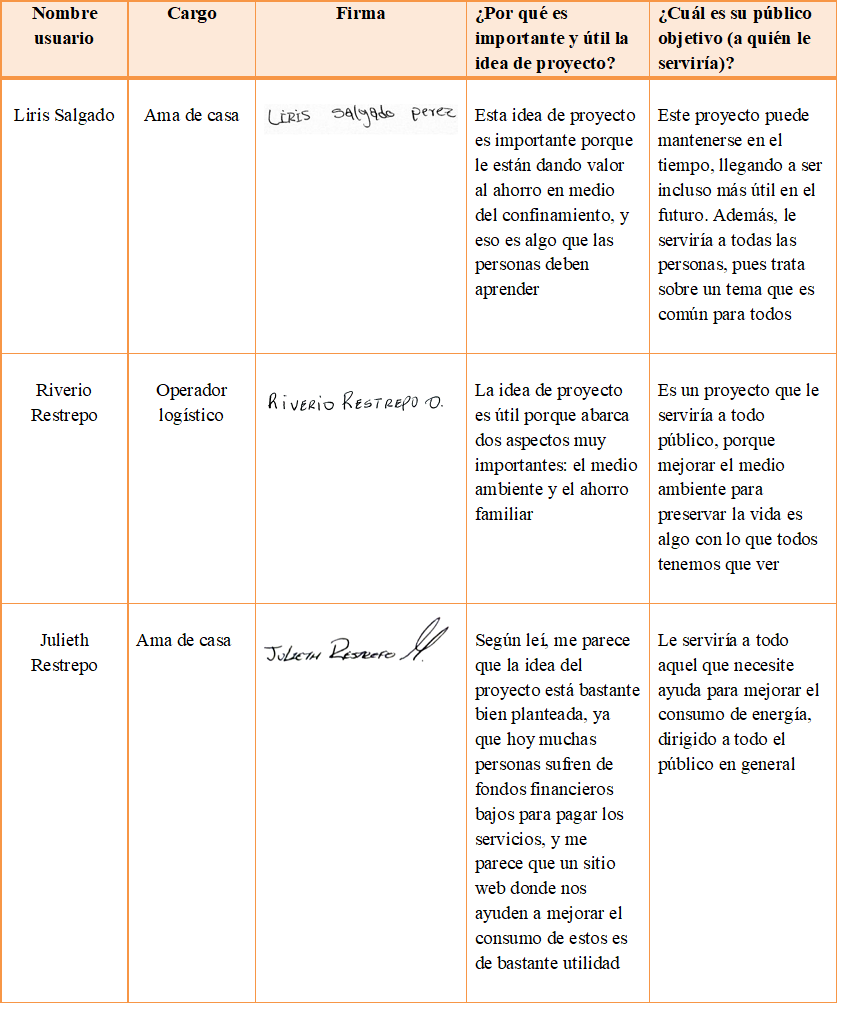 Nombre usuario
Cargo
Firma
¿Por qué es importante y útil la idea de proyecto?
¿Cuál es su público objetivo (a quién le serviría)?
Liris Salgado
Ama de casa
LIRIS salgado perez
Esta idea de proyecto
es importante porque
le están dando valor
al ahorro en medio
del confinamiento, y
eso es algo que las
personas deben
aprender
Este proyecto puede
mantenerse en el
tiempo, llegando a ser
incluso más útil en el
futuro. Además, le
serviría a todas las
personas, pues trata
sobre un tema que es
común para todos
Riverio
Restrepo
Operador
logístico
RIVERIO RESTREPO O.
La idea de proyecto
es útil porque abarca
dos aspectos muy
importantes: el medio
ambiente y el ahorro
familiar
Es un proyecto que le
serviría a todo
público, porque
mejorar el medio
ambiente para
preservar la vida es
algo con lo que todos
tenemos que ver
Julieth
Restrepo
Ama de casa
JULIETH RESTREPO M.
Según leí, me parece
que la idea del
proyecto está bastante
bien planteada, ya
que hoy muchas
personas sufren de
fondos financieros
bajos para pagar los
servicios, y me
parece que un sitio
web donde nos
ayuden a mejorar el
consumo de estos es
de bastante utilidad
Le serviría a todo
aquel que necesite
ayuda para mejorar el
consumo de energía,
dirigido a todo el
público en general